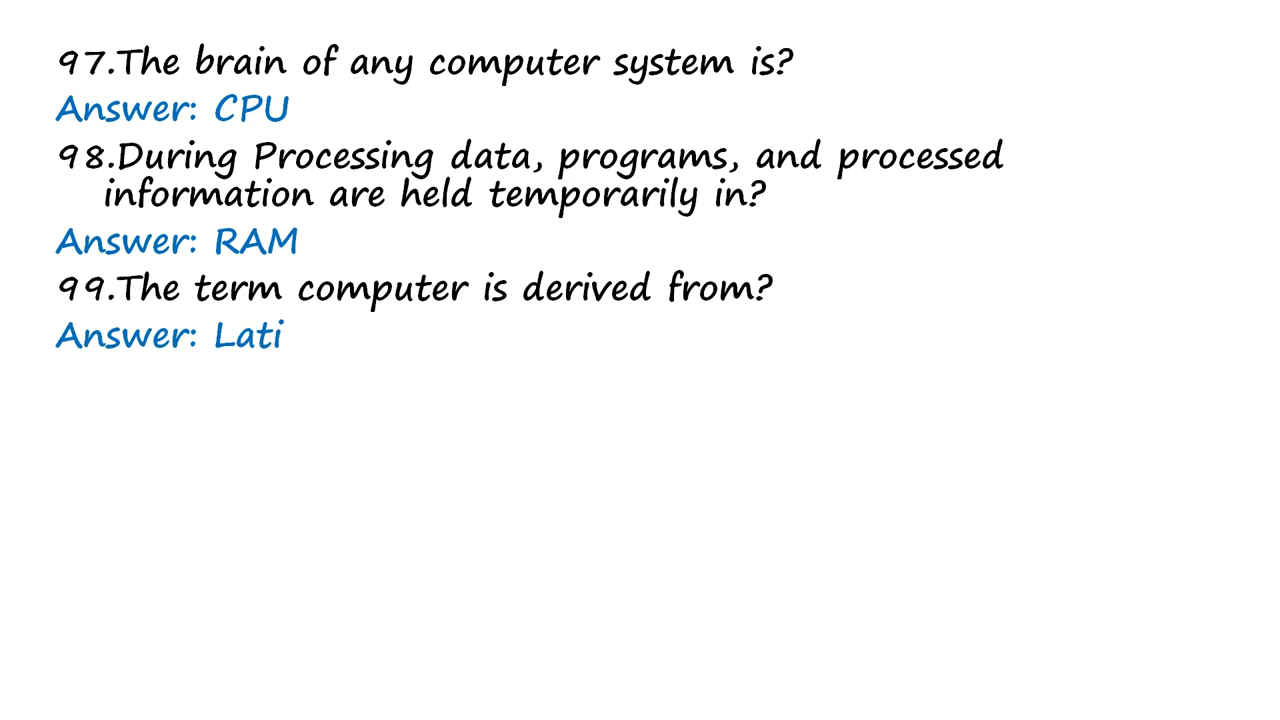 97.The brain of any computer system is?
Answer: CPU
98.During Processing data, programs, and processed
information are held temporarily in?
Answer: RAM
99.The term computer is derived from?
Answer: Lati